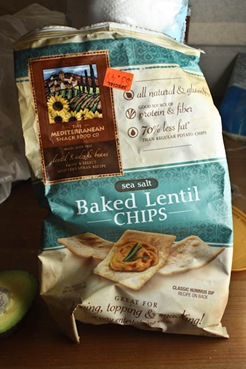 THE
MEDITERRANEAN
SNACK FOOD CO.
all natural & gluten
GOOD SOURCE OF
protein & fiber
70% less fat*
THAN REGULAR POTATO CHIPS
sea salt
Baked Lentil
CHIPS
GREAT FOR
topping &
CLASSIC HUMMUS DIP
RECIPE ON BACK